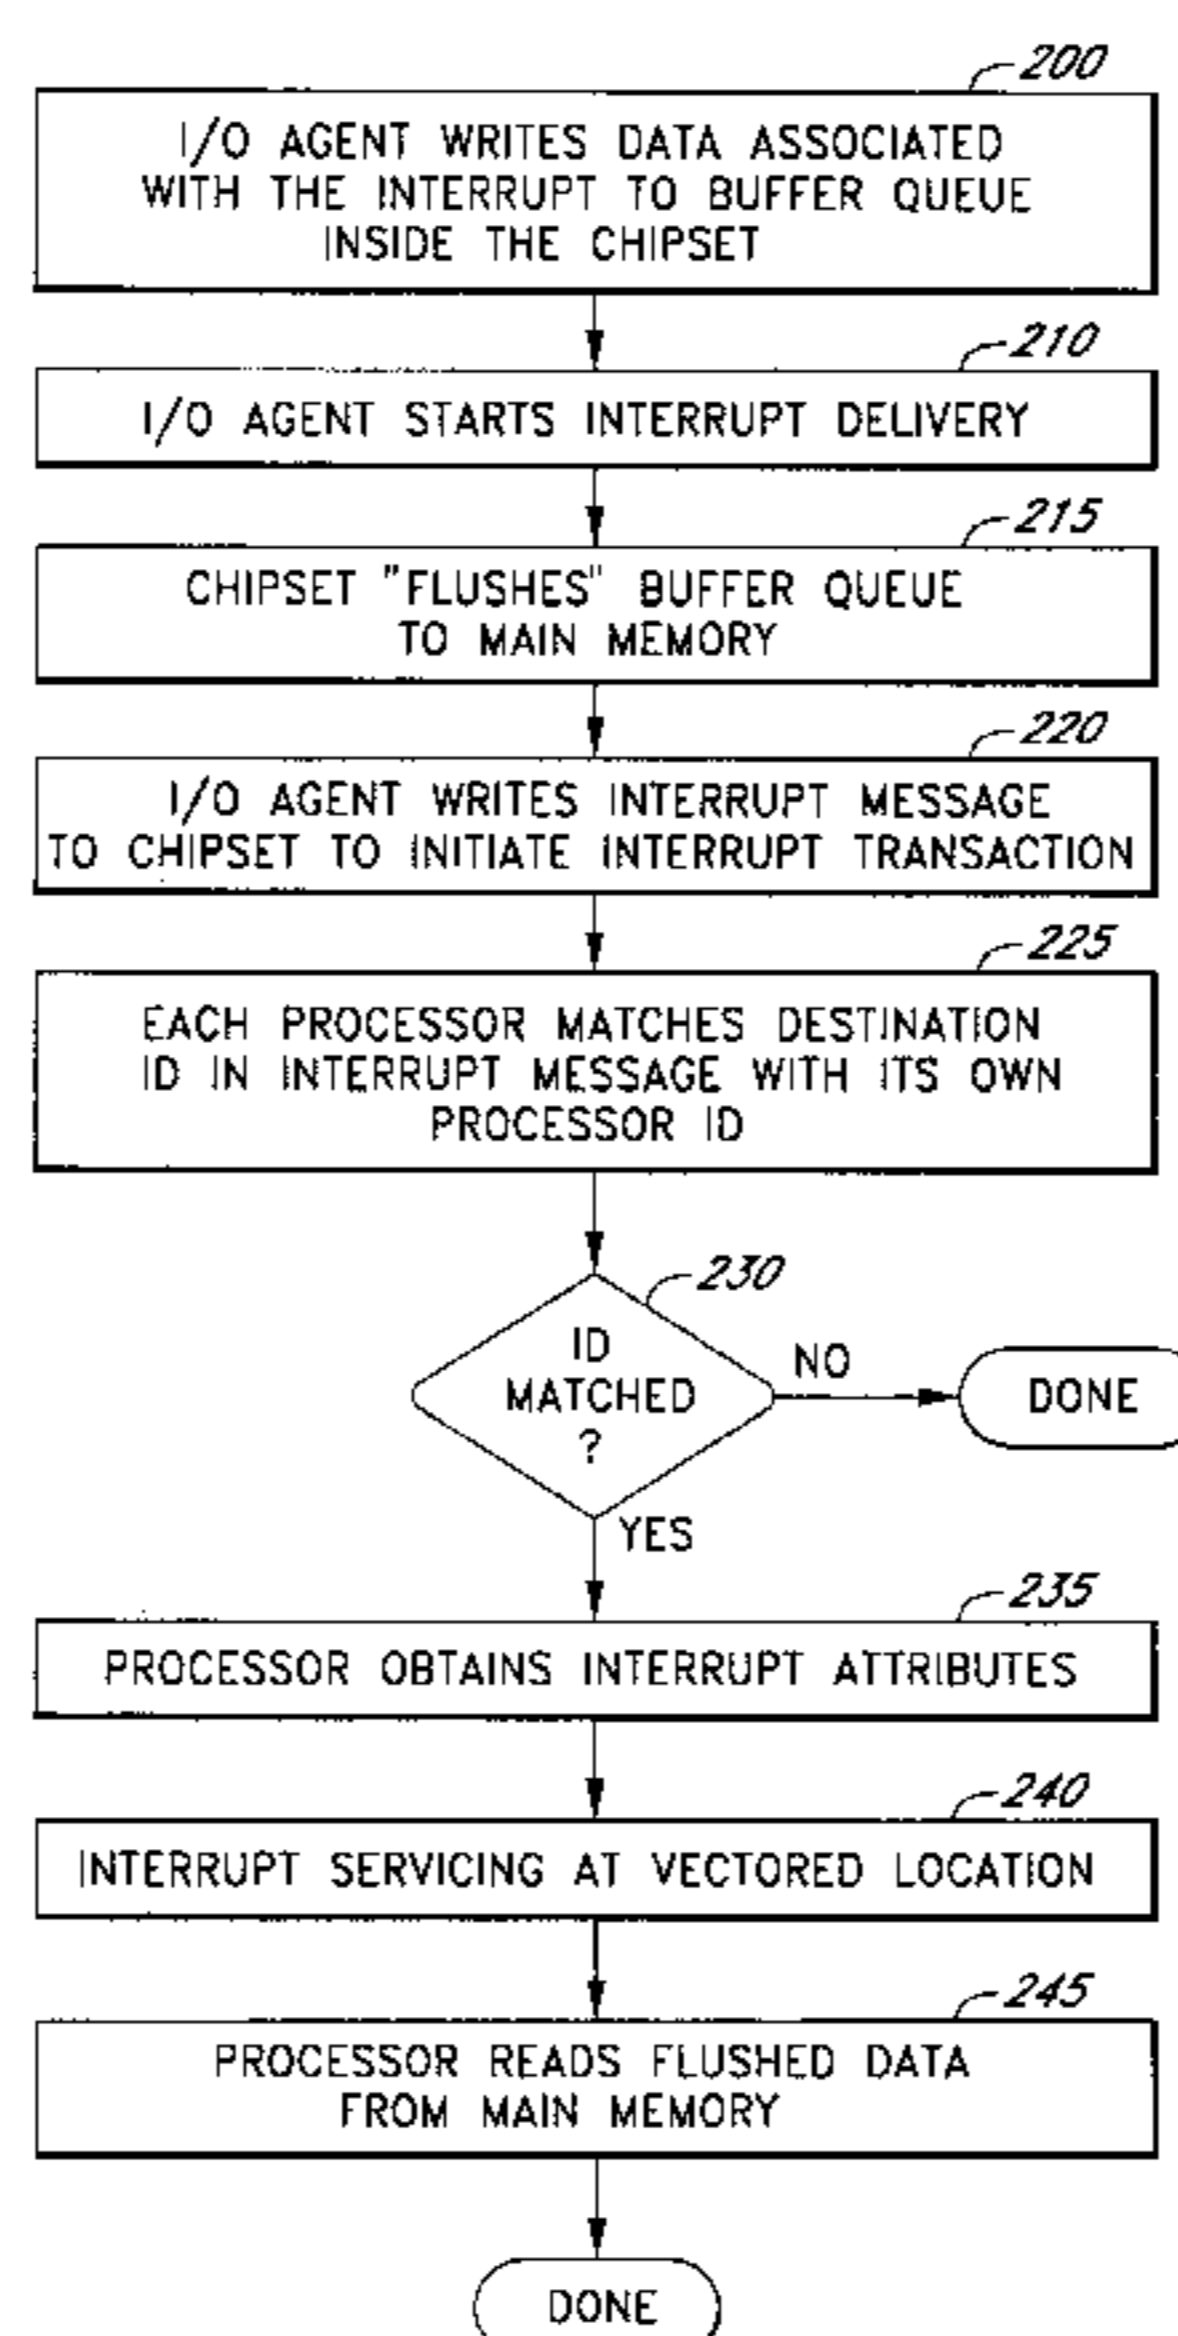 200
I/O AGENT WRITES DATA ASSOCIATED
WITH THE INTERRUPT TO BUFFER QUEUE
INSIDE THE CHIPSET
210
I/O AGENT STARTS INTERRUPT DELIVERY
215
CHIPSET "FLUSHES" BUFFER QUEUE
TO MAIN MEMORY
220
I/O AGENT WRITES INTERRUPT MESSAGE
TO CHIPSET TO INITIATE INTERRUPT TRANSACTION
225
EACH PROCESSOR MATCHES DESTINATION
ID IN INTERRUPT MESSAGE WITH ITS OWN
PROCESSOR ID
230
ID
MATCHED
?
NO
DONE
YES
235
PROCESSOR OBTAINS INTERRUPT ATTRIBUTES
240
INTERRUPT SERVICING AT VECTORED LOCATION
245
PROCESSOR READS FLUSHED DATA
FROM MAIN MEMORY
DONE